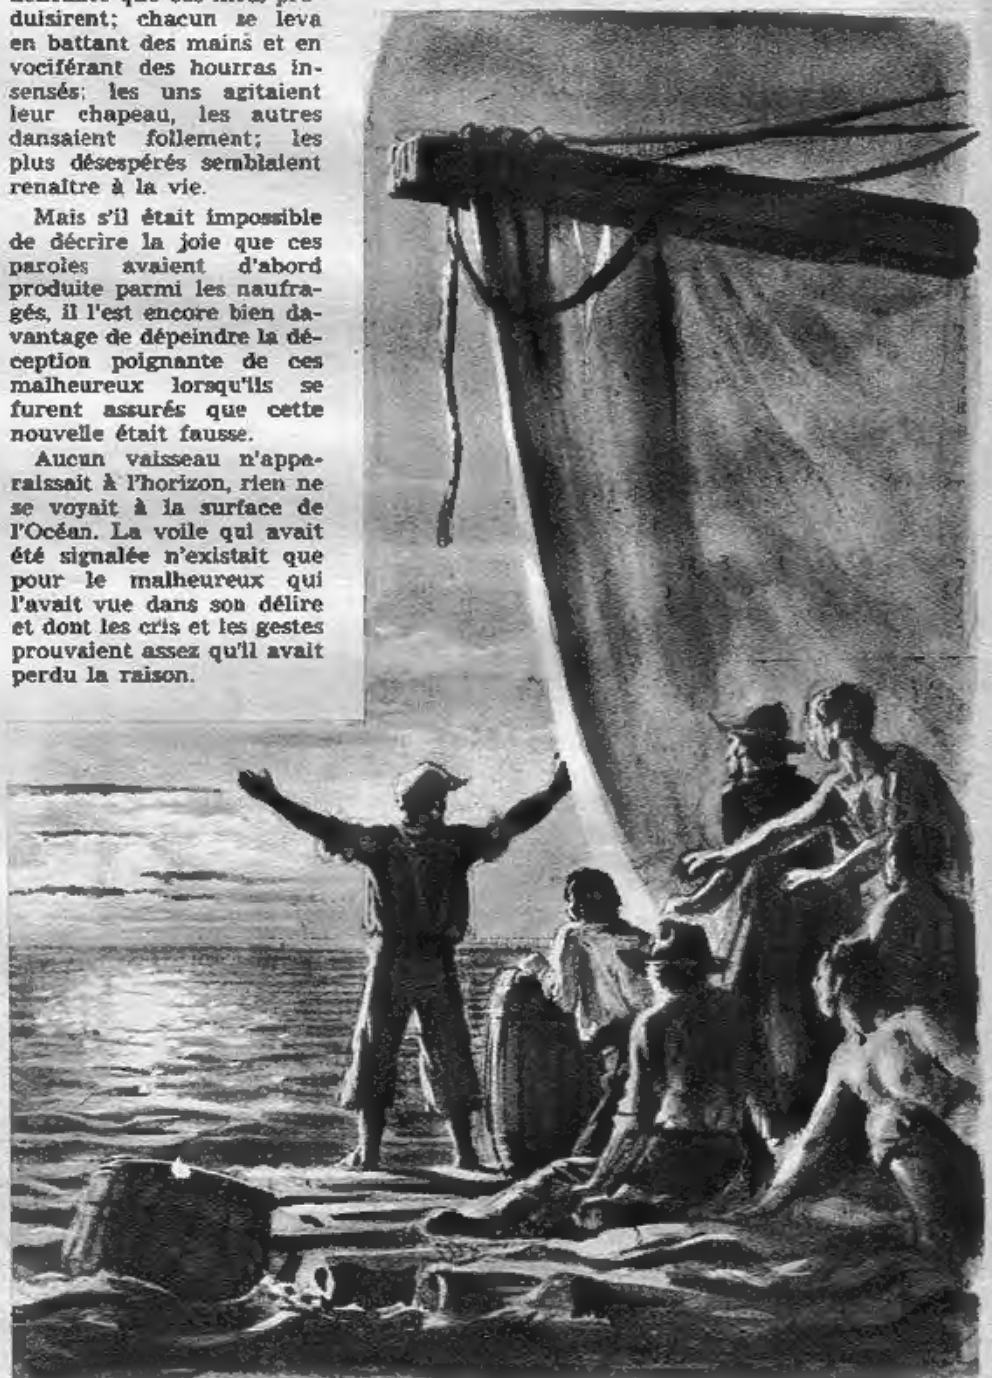 duisirent; chacun se leva
en battant des mains et en
vociférant des hourras in-
sensés; les uns agitaient
leur chapeau, les autres
dansaient follement; les
plus désespérés semblaient
renaître à la vie.
Mais s'il était impossible
de décrire la joie que ces
paroles avaient d'abord
produite parmi les naufra-
gés, il l'est encore bien da-
vantage de dépeindre la dé-
ception poignante de ces
malheureux lorsqu'ils se
furent assurés que cette
nouvelle était fausse.
Aucun vaisseau n'appa-
raissait à l'horizon, rien ne
se voyait à la surface de
l'Océan. La voile qui avait
été signalée n'existait que
pour le malheureux qui
l'avait vue dans son délire
et dont les cris et les gestes
prouvaient assez qu'il avait
perdu la raison.